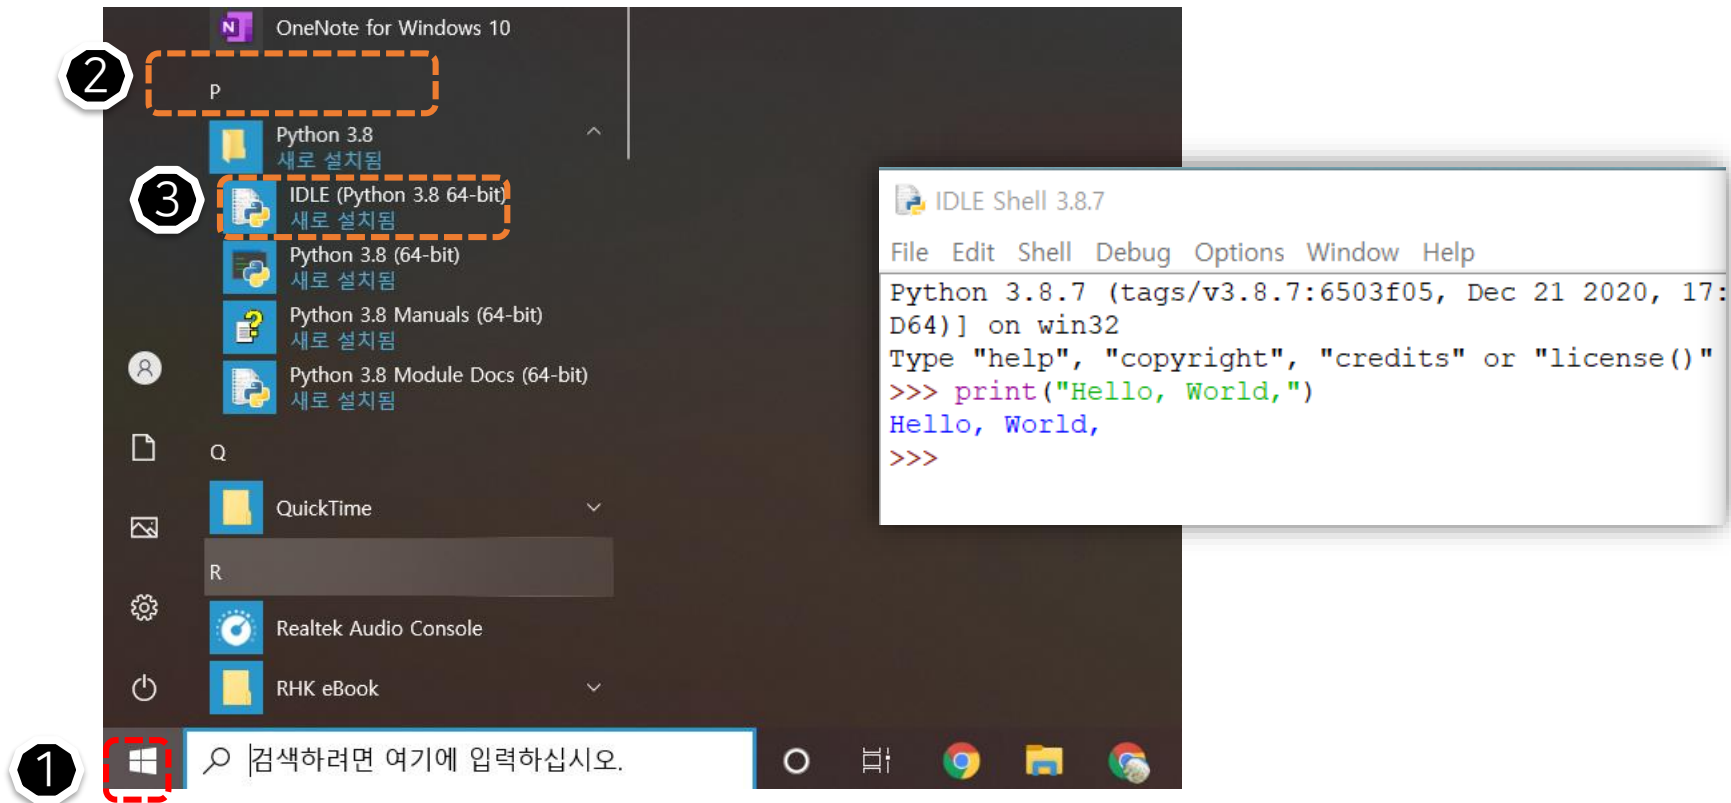 OneNote for Windows 10
2
P
Python 3.8
새로 설치됨
3
IDLE (Python 3.8 64-bit)
새로 설치됨
Python 3.8 (64-bit)
새로 설치됨
Python 3.8 Manuals (64-bit)
새로 설치됨
Python 3.8 Module Docs (64-bit)
새로 설치됨
Q
QuickTime
R
Realtek Audio Console
RHK eBook
1
검색하려면 여기에 입력하십시오.
IDLE Shell 3.8.7
File Edit Shell Debug Options Window Help
Python 3.8.7 (tags/v3.8.7:6503f05, Dec 21 2020, 17:
D64)] on win32
Type "help", "copyright", "credits" or "license()"
>>> print("Hello, World,")
Hello, World,
>>>